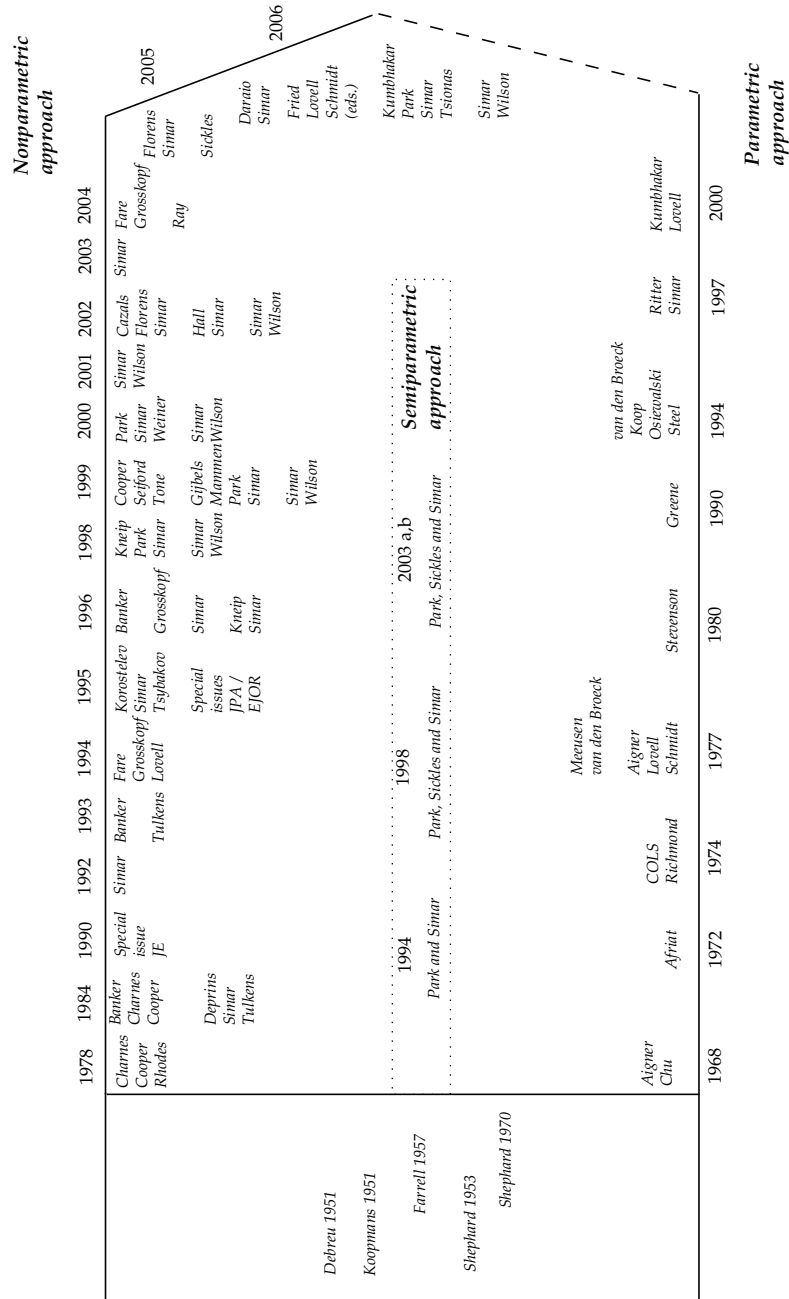 Nonparametric
approach
1978
1984
1990
1992
1993
1994
1995
1996
1998
1999
2000
2001
2002
2003
2004
2005
2006
Charnes
Cooper
Rhodes
Banker
Charnes
Cooper
Deprins
Simar
Tulkens
Special
issue
JE
Simar
Banker
Tulkens
Fare
Grosskopf
Lovell
Korostelev
Simar
Tsybakov
Special
issues
JPA /
EJOR
Banker
Grosskopf
Simar
Kneip
Simar
Kneip
Park
Simar
Simar
Wilson
Cooper
Seiford
Tone
Gijbels
Mammen
Park
Simar
Simar
Wilson
Park
Simar
Weiner
Simar
Wilson
Simar
Wilson
Cazals
Florens
Simar
Hall
Simar
Simar
Wilson
Simar
Fare
Grosskopf
Ray
Florens
Simar
Sickles
Daraio
Simar
Fried
Lovell
Schmidt
(eds.)
Kumbhakar
Park
Simar
Tsionas
Simar
Wilson
Debreu 1951
Koopmans 1951
Farrell 1957
Shephard 1953
Shephard 1970
1994
Park and Simar
1998
Park, Sickles and Simar
2003 a,b
Park, Sickles and Simar
Semiparametric
approach
Aigner
Chu
Afriat
COLS
Richmond
Meeusen
van den Broeck
Aigner
Lovell
Schmidt
Stevenson
Greene
van den Broeck
Koop
Osiewalski
Steel
Ritter
Simar
Kumbhakar
Lovell
1968
1972
1974
1977
1980
1990
1994
1997
2000
Parametric
approach